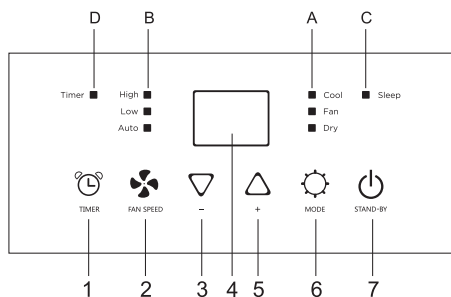 D B A C
Timer High Cool Sleep
Low Fan
Auto Dry
TIMER FAN SPEED − + MODE STAND-BY
1 2 3 4 5 6 7